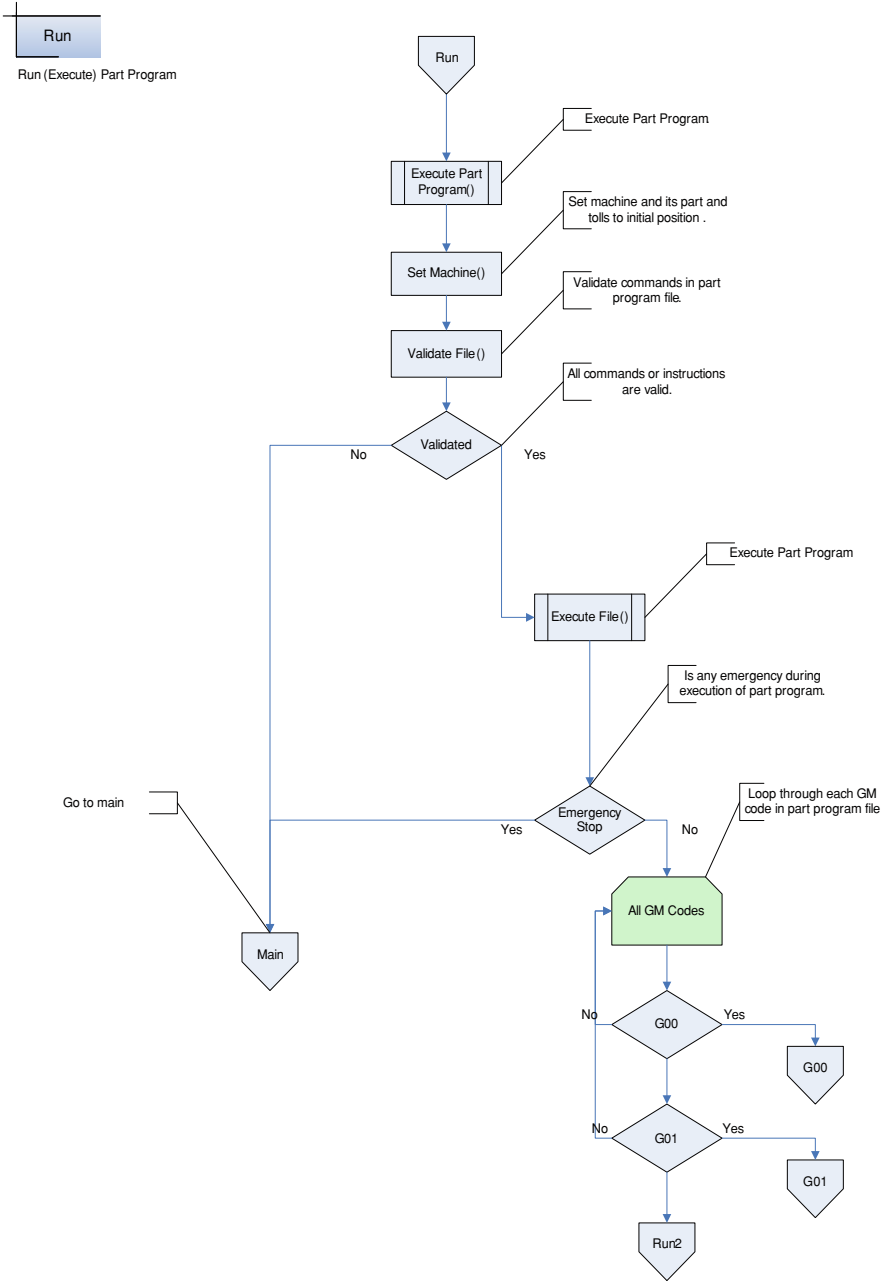 Run
Run (Execute) Part Program
Run
Execute Part Program
Execute Part
Program()
Set machine and its part and
tolls to initial position .
Set Machine()
Validate commands in part
program file.
Validate File()
All commands or instructions
are valid.
Validated
No
Yes
Execute Part Program
Execute File()
Is any emergency during
execution of part program.
Go to main
Loop through each GM
code in part program file
Emergency
Stop
Yes
No
All GM Codes
Main
No
G00
Yes
G00
No
G01
Yes
G01
Run2